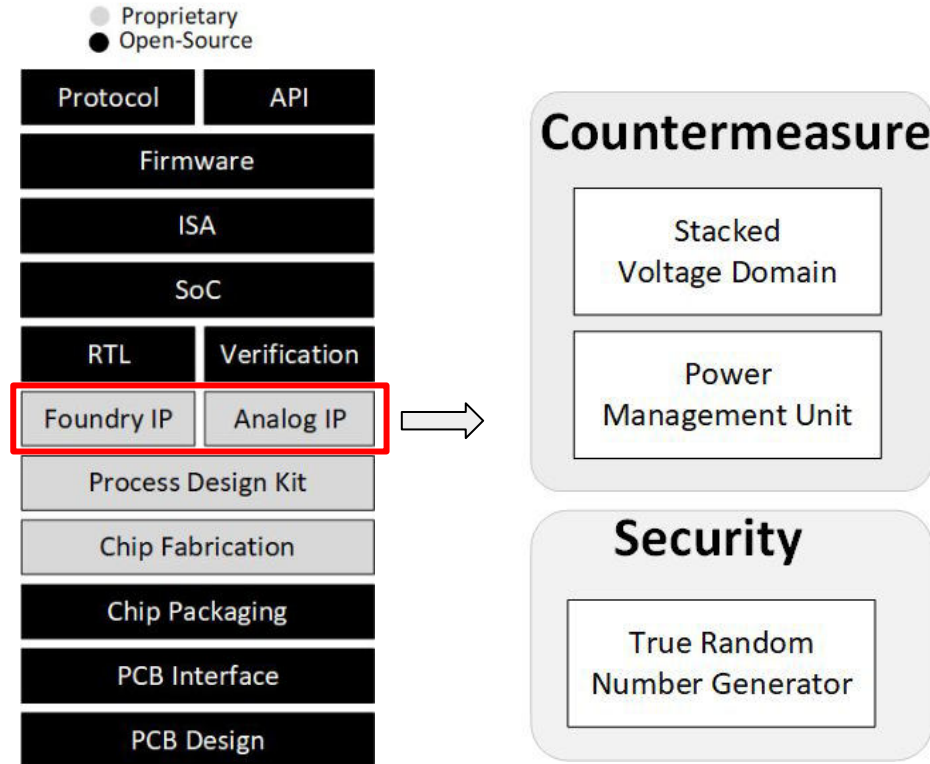 Proprietary
Open-Source
Protocol
API
Firmware
ISA
SoC
RTL
Verification
Foundry IP
Analog IP
Process Design Kit
Chip Fabrication
Chip Packaging
PCB Interface
PCB Design
Countermeasure
Stacked
Voltage Domain
Power
Management Unit
Security
True Random
Number Generator